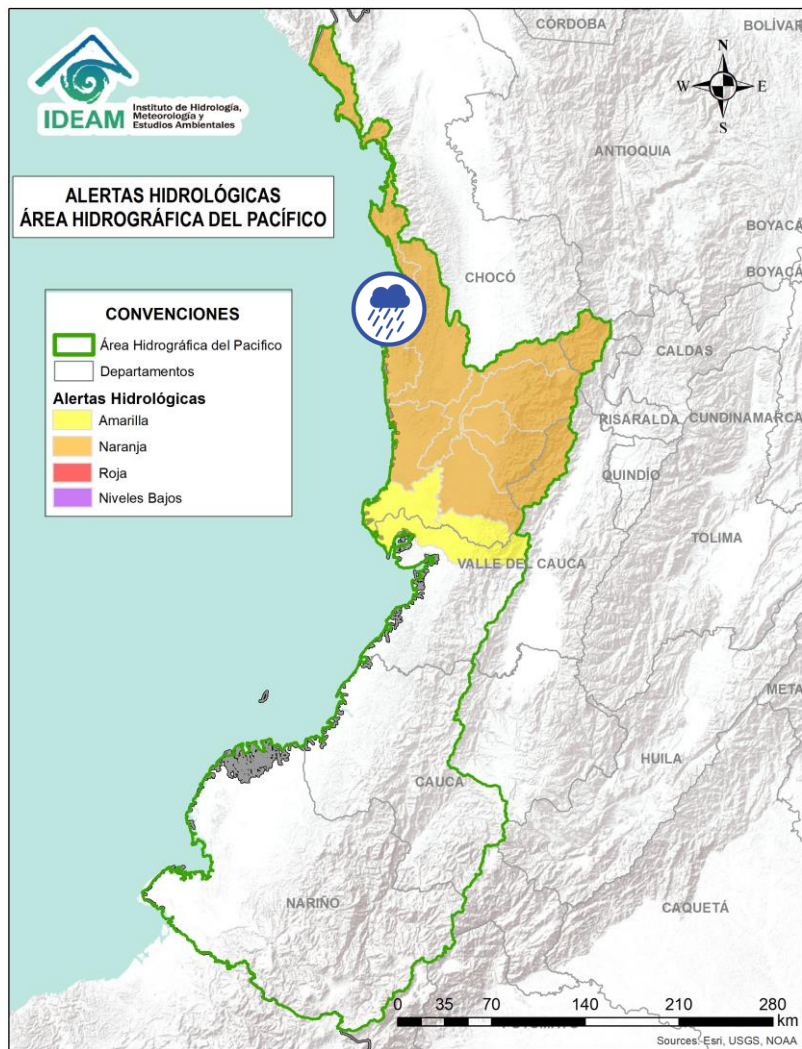 CÓRDOBA
BOLÍVAR
IDEAM
Instituto de Hidrología,
Meteorología y
Estudios Ambientales
N
W E
S
ANTIOQUIA
ALERTAS HIDROLÓGICAS
ÁREA HIDROGRÁFICA DEL PACÍFICO
BOYACÁ
BOYACÁ
CHOCÓ
CONVENCIONES
Área Hidrográfica del Pacifico
Departamentos
Alertas Hidrológicas
Amarilla
Naranja
Roja
Niveles Bajos
CALDAS
RISARALDA
CUNDINAMARCA
QUINDÍO
TOLIMA
VALLE DEL CAUCA
META
HUILA
CAUCA
NARIÑO
CAQUETÁ
0 35 70 140 210 280
km
Sources: Esri, USGS, NOAA